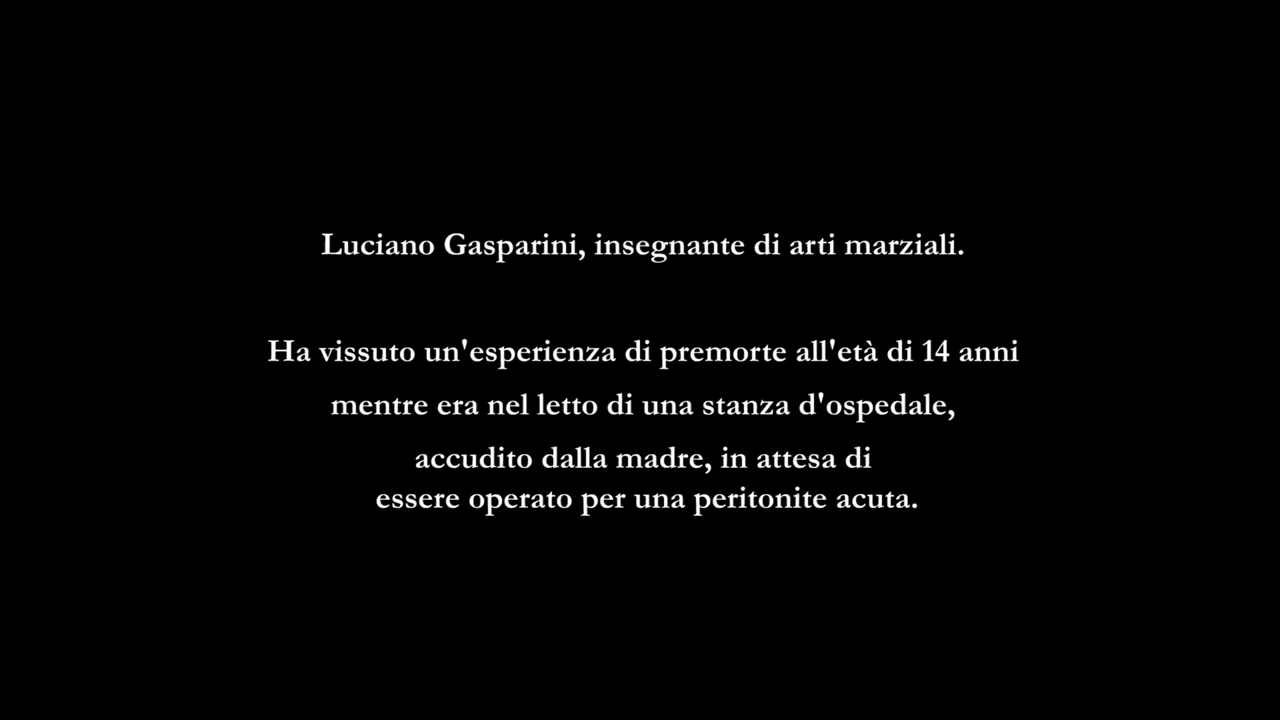 Luciano Gasparini, insegnante di arti marziali.
Ha vissuto un'esperienza di premorte all'età di 14 anni
mentre era nel letto di una stanza d'ospedale,
accudito dalla madre, in attesa di
essere operato per una peritonite acuta.